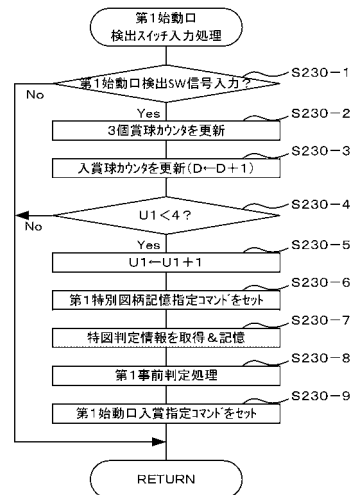 第1始動口
検出スイッチ入力処理
第1始動口検出SW信号入力?
S230-1
No
Yes
S230-2
3個賞球カウンタを更新
S230-3
入賞球カウンタを更新(D←D+1)
S230-4
U1<4?
No
Yes
S230-5
U1←U1+1
S230-6
第1特別図柄記憶指定コマンドをセット
S230-7
特図判定情報を取得&記憶
S230-8
第1事前判定処理
S230-9
第1始動口入賞指定コマンドをセット
RETURN